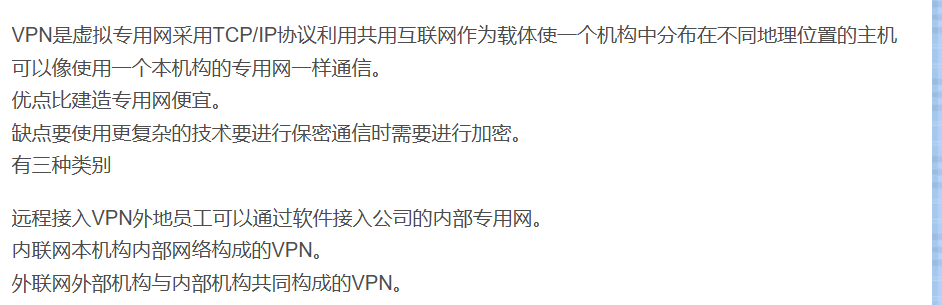 VPN是虚拟专用网采用TCP/IP协议利用共用互联网作为载体使一个机构中分布在不同地理位置的主机
可以像使用一个本机构的专用网一样通信。
优点比建造专用网便宜。
缺点要使用更复杂的技术要进行保密通信时需要进行加密。
有三种类别
远程接入VPN外地员工可以通过软件接入公司的内部专用网。
内联网本机构内部网络构成的VPN。
外联网外部机构与内部机构共同构成的VPN。